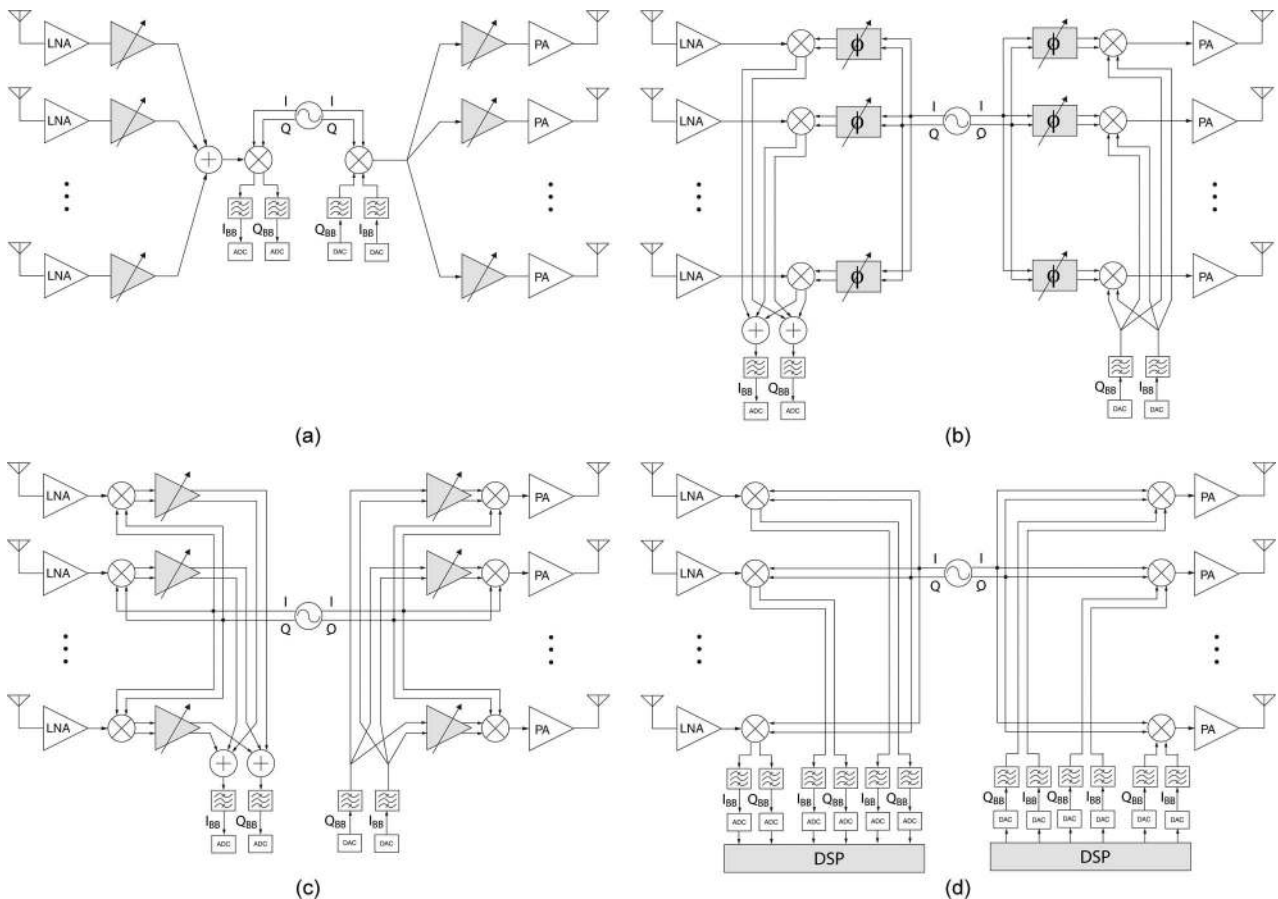 LNA
PA
I I
Q Q
LNA
PA
I_BB Q_BB Q_BB I_BB
ADC ADC DAC DAC
LNA
PA
(a)
LNA
ϕ
ϕ
PA
LNA
ϕ
I I
Q Q
ϕ
PA
LNA
ϕ
ϕ
PA
I_BB Q_BB
ADC ADC
Q_BB I_BB
DAC DAC
(b)
LNA
PA
LNA
PA
I I
Q Q
LNA
PA
I_BB Q_BB
ADC ADC
Q_BB I_BB
DAC DAC
(c)
LNA
PA
LNA
I I
Q Q
PA
LNA
PA
I_BB Q_BB I_BB Q_BB I_BB Q_BB
ADC ADC ADC ADC ADC ADC
DSP
Q_BB I_BB Q_BB I_BB Q_BB I_BB
DAC DAC DAC DAC DAC DAC
DSP
(d)